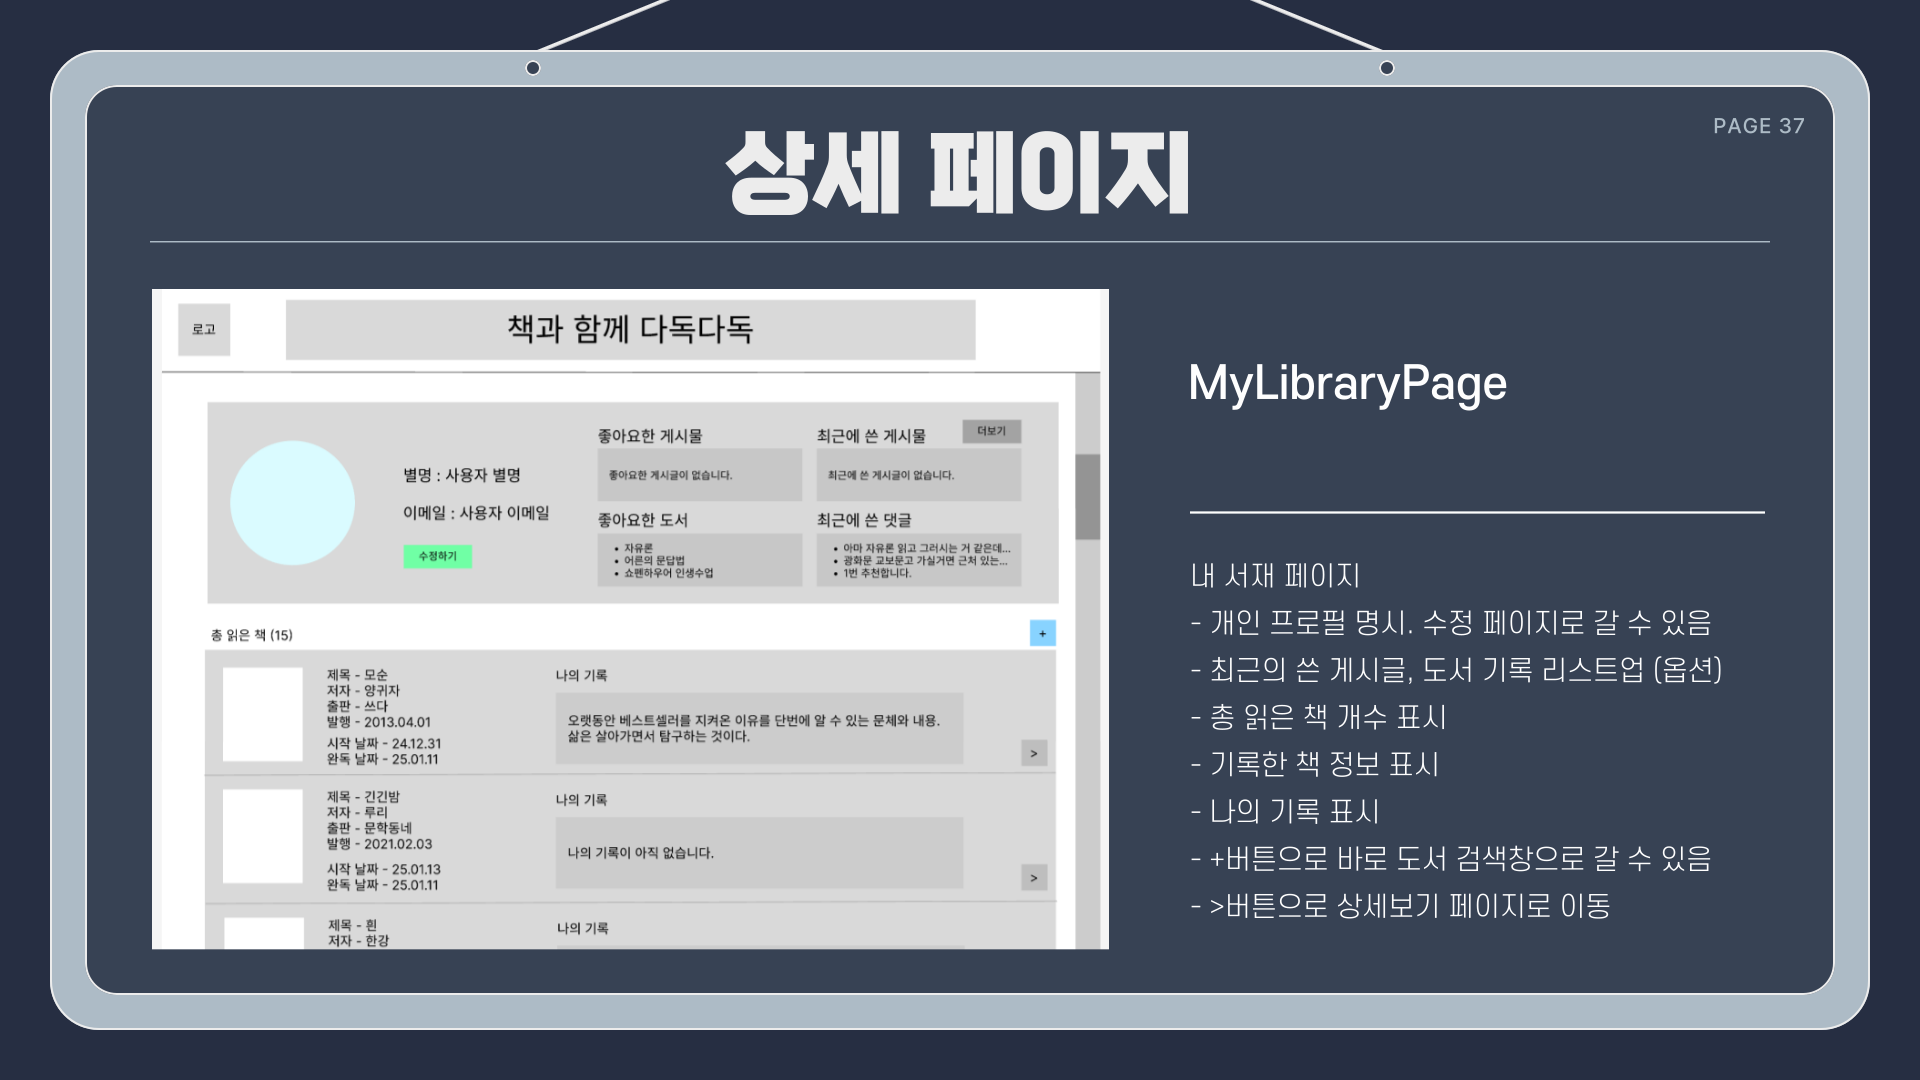 PAGE 37
상세 페이지
로고
책과 함께 다독다독
별명 : 사용자 별명
이메일 : 사용자 이메일
수정하기
좋아요한 게시물
좋아요한 게시글이 없습니다.
최근에 쓴 게시물
더보기
최근에 쓴 게시글이 없습니다.
좋아요한 도서
• 자유론
• 어른의 문답법
• 쇼펜하우어 인생수업
최근에 쓴 댓글
• 아마 자유론 읽고 그러시는 거 같은데...
• 광화문 교보문고 가실거면 근처 있는...
• 1번 추천합니다.
총 읽은 책 (15)
+
제목 - 모순
저자 - 양귀자
출판 - 쓰다
발행 - 2013.04.01
시작 날짜 - 24.12.31
완독 날짜 - 25.01.11
나의 기록
오랫동안 베스트셀러를 지켜온 이유를 단번에 알 수 있는 문체와 내용.
삶은 살아가면서 탐구하는 것이다.
>
제목 - 긴긴밤
저자 - 루리
출판 - 문학동네
발행 - 2021.02.03
시작 날짜 - 25.01.13
완독 날짜 - 25.01.11
나의 기록
나의 기록이 아직 없습니다.
>
제목 - 흰
저자 - 한강
나의 기록
MyLibraryPage
내 서재 페이지
- 개인 프로필 명시. 수정 페이지로 갈 수 있음
- 최근의 쓴 게시글, 도서 기록 리스트업 (옵션)
- 총 읽은 책 개수 표시
- 기록한 책 정보 표시
- 나의 기록 표시
- +버튼으로 바로 도서 검색창으로 갈 수 있음
- >버튼으로 상세보기 페이지로 이동